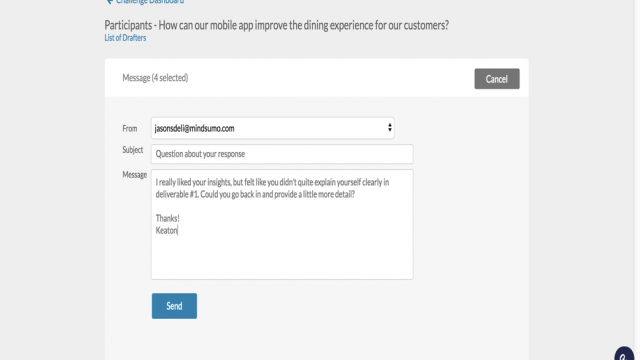 Challenge Dashboard
Participants - How can our mobile app improve the dining experience for our customers?
List of Drafters
Message (4 selected)
Cancel
From
jasonsdeli@mindsumo.com
Subject
Question about your response
Message
I really liked your insights, but felt like you didn't quite explain yourself clearly in
deliverable #1. Could you go back in and provide a little more detail?
Thanks!
Keaton
Send